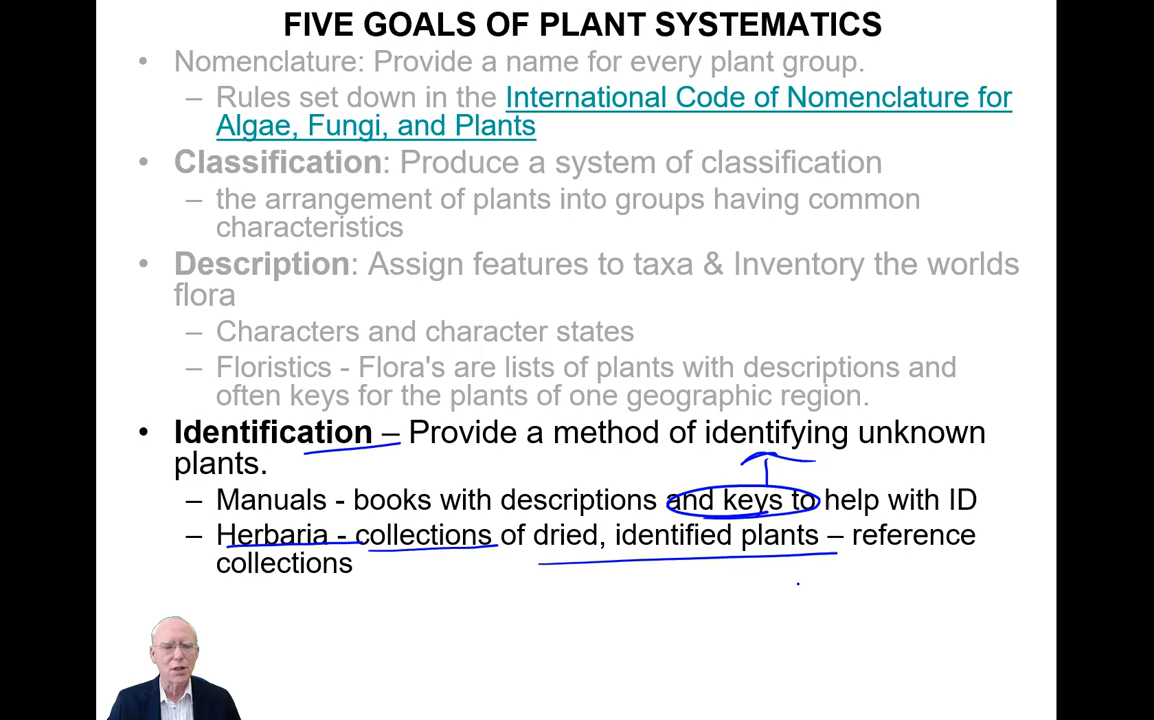 FIVE GOALS OF PLANT SYSTEMATICS
• Nomenclature: Provide a name for every plant group.
– Rules set down in the International Code of Nomenclature for
Algae, Fungi, and Plants
• Classification: Produce a system of classification
– the arrangement of plants into groups having common
characteristics
• Description: Assign features to taxa & Inventory the worlds
flora
– Characters and character states
– Floristics - Flora's are lists of plants with descriptions and
often keys for the plants of one geographic region.
• Identification – Provide a method of identifying unknown
plants.
– Manuals - books with descriptions and keys to help with ID
– Herbaria - collections of dried, identified plants – reference
collections